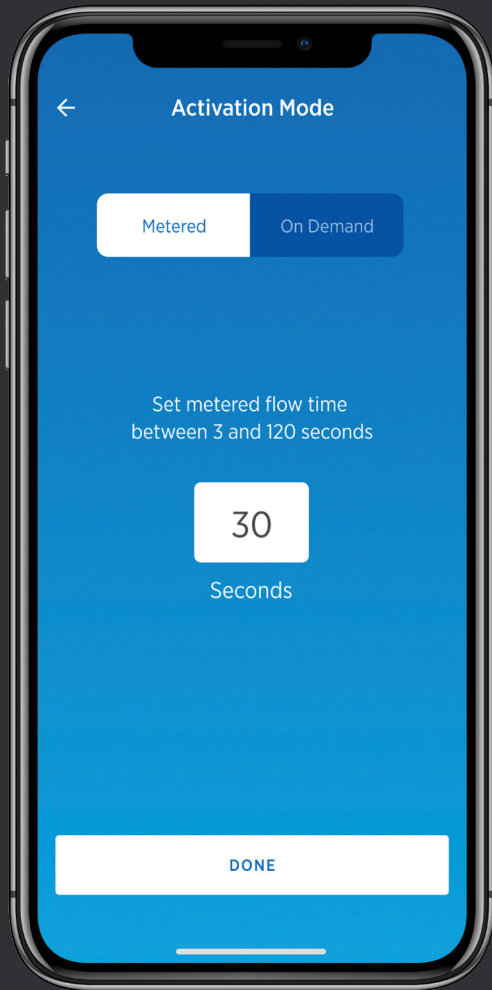 Activation Mode
Metered
On Demand
Set metered flow time
between 3 and 120 seconds
30
Seconds
DONE